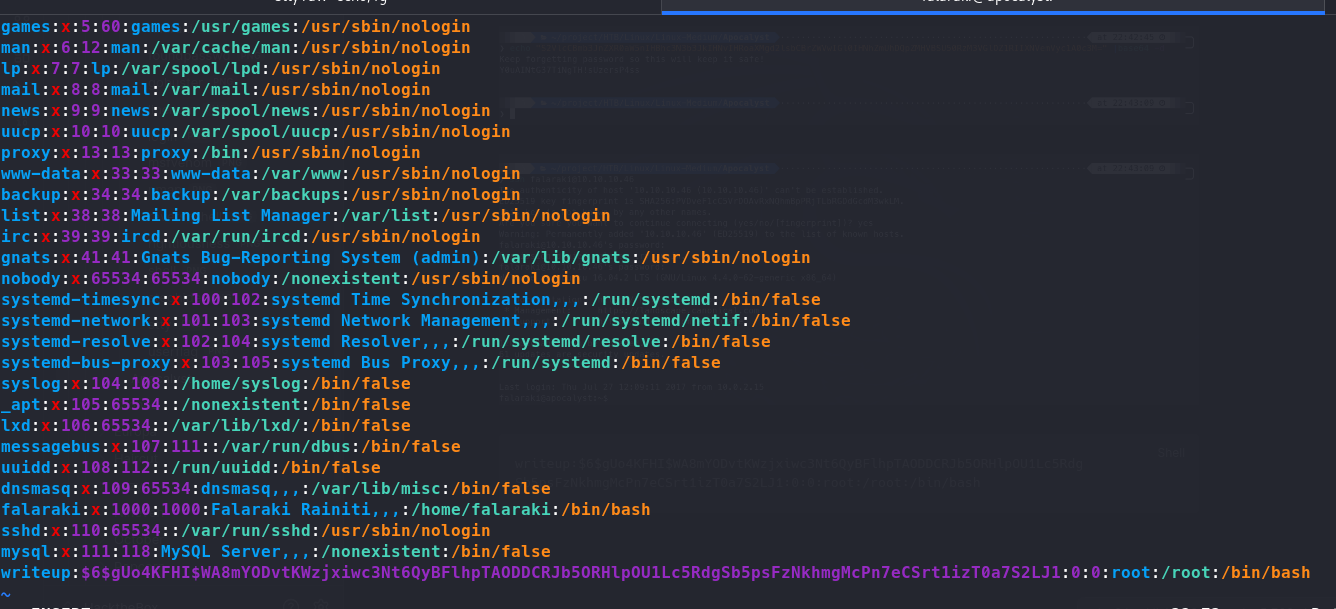 games:x:5:60:games:/usr/games:/usr/sbin/nologin
man:x:6:12:man:/var/cache/man:/usr/sbin/nologin
lp:x:7:7:lp:/var/spool/lpd:/usr/sbin/nologin
mail:x:8:8:mail:/var/mail:/usr/sbin/nologin
news:x:9:9:news:/var/spool/news:/usr/sbin/nologin
uucp:x:10:10:uucp:/var/spool/uucp:/usr/sbin/nologin
proxy:x:13:13:proxy:/bin:/usr/sbin/nologin
www-data:x:33:33:www-data:/var/www:/usr/sbin/nologin
backup:x:34:34:backup:/var/backups:/usr/sbin/nologin
list:x:38:38:Mailing List Manager:/var/list:/usr/sbin/nologin
irc:x:39:39:ircd:/var/run/ircd:/usr/sbin/nologin
gnats:x:41:41:Gnats Bug-Reporting System (admin):/var/lib/gnats:/usr/sbin/nologin
nobody:x:65534:65534:nobody:/nonexistent:/usr/sbin/nologin
systemd-timesync:x:100:102:systemd Time Synchronization,,,:/run/systemd:/bin/false
systemd-network:x:101:103:systemd Network Management,,,:/run/systemd/netif:/bin/false
systemd-resolve:x:102:104:systemd Resolver,,,:/run/systemd/resolve:/bin/false
systemd-bus-proxy:x:103:105:systemd Bus Proxy,,,:/run/systemd:/bin/false
syslog:x:104:108::/home/syslog:/bin/false
_apt:x:105:65534::/nonexistent:/bin/false
lxd:x:106:65534::/var/lib/lxd/:/bin/false
messagebus:x:107:111::/var/run/dbus:/bin/false
uuidd:x:108:112::/run/uuidd:/bin/false
dnsmasq:x:109:65534:dnsmasq,,,:/var/lib/misc:/bin/false
falaraki:x:1000:1000:Falaraki Rainiti,,,:/home/falaraki:/bin/bash
sshd:x:110:65534::/var/run/sshd:/usr/sbin/nologin
mysql:x:111:118:MySQL Server,,,:/nonexistent:/bin/false
writeup:$6$gUo4KFHI$WA8mYODvtKWzjxiwc3Nt6QyBFlhpTAODDCRJb5ORHlpOU1Lc5RdgSb5psFzNkhmgMcPn7eCSrt1izT0a7S2LJ1:0:0:root:/root:/bin/bash
~